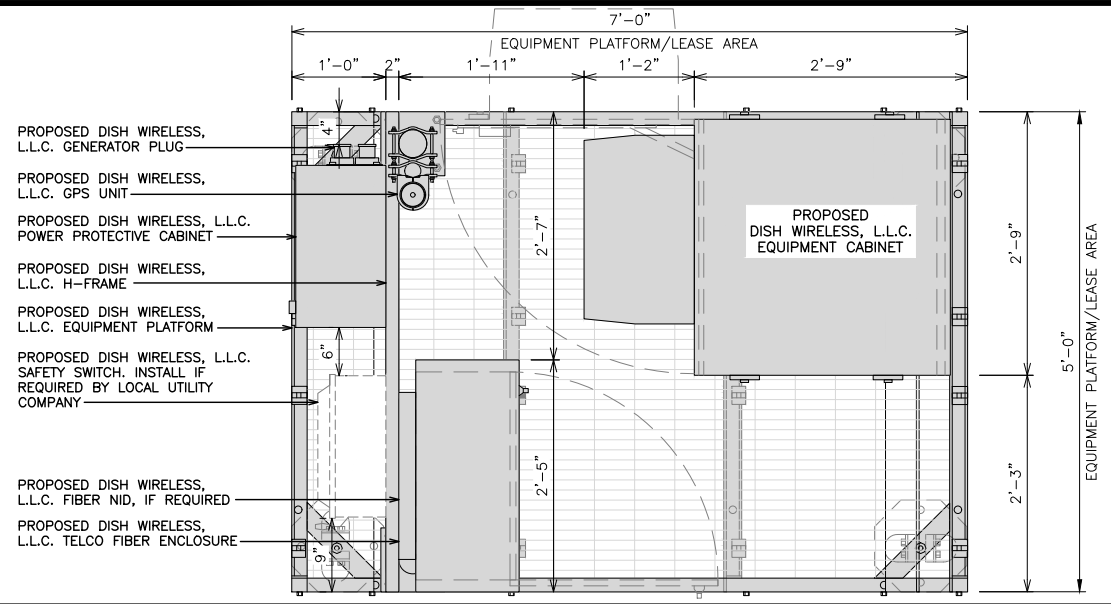 7'-0"
EQUIPMENT PLATFORM/LEASE AREA
1'-0"
2"
1'-11"
1'-2"
2'-9"
4"
PROPOSED DISH WIRELESS,
L.L.C. GENERATOR PLUG
PROPOSED DISH WIRELESS,
L.L.C. GPS UNIT
PROPOSED DISH WIRELESS, L.L.C.
POWER PROTECTIVE CABINET
PROPOSED DISH WIRELESS,
L.L.C. H-FRAME
PROPOSED DISH WIRELESS,
L.L.C. EQUIPMENT PLATFORM
PROPOSED DISH WIRELESS, L.L.C.
SAFETY SWITCH. INSTALL IF
REQUIRED BY LOCAL UTILITY
COMPANY
PROPOSED DISH WIRELESS,
L.L.C. FIBER NID, IF REQUIRED
PROPOSED DISH WIRELESS,
L.L.C. TELCO FIBER ENCLOSURE
6"
9"
2'-7"
2'-5"
PROPOSED
DISH WIRELESS, L.L.C.
EQUIPMENT CABINET
2'-9"
2'-3"
5'-0"
EQUIPMENT PLATFORM/LEASE AREA